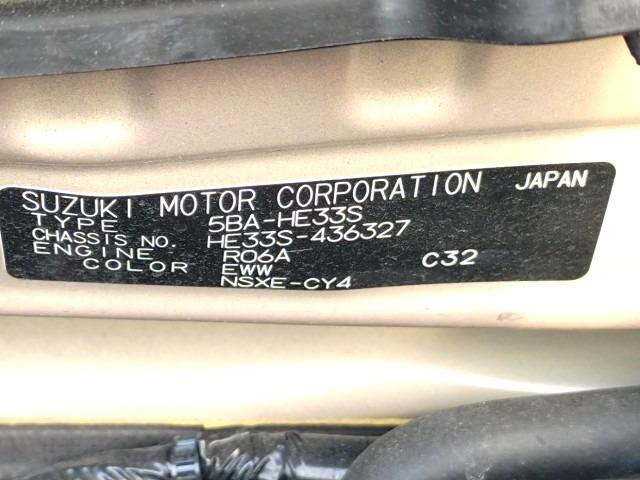 SUZUKI MOTOR CORPORATION JAPAN
TYPE 5BA-HE33S
CHASSIS NO. HE33S-436327
ENGINE R06A C32
COLOR EWW
NSXE-CY4